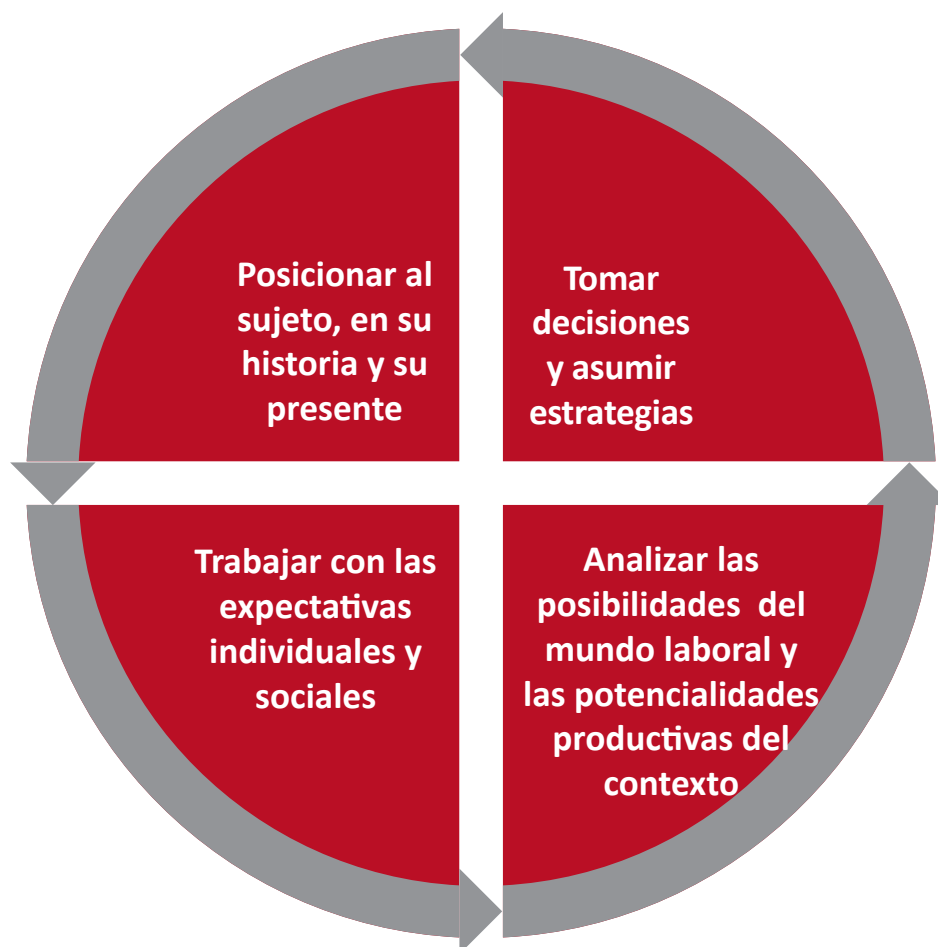 Posicionar al
sujeto, en su
historia y su
presente
Tomar
decisiones
y asumir
estrategias
Trabajar con las
expectativas
individuales y
sociales
Analizar las
posibilidades del
mundo laboral y
las potencialidades
productivas del
contexto